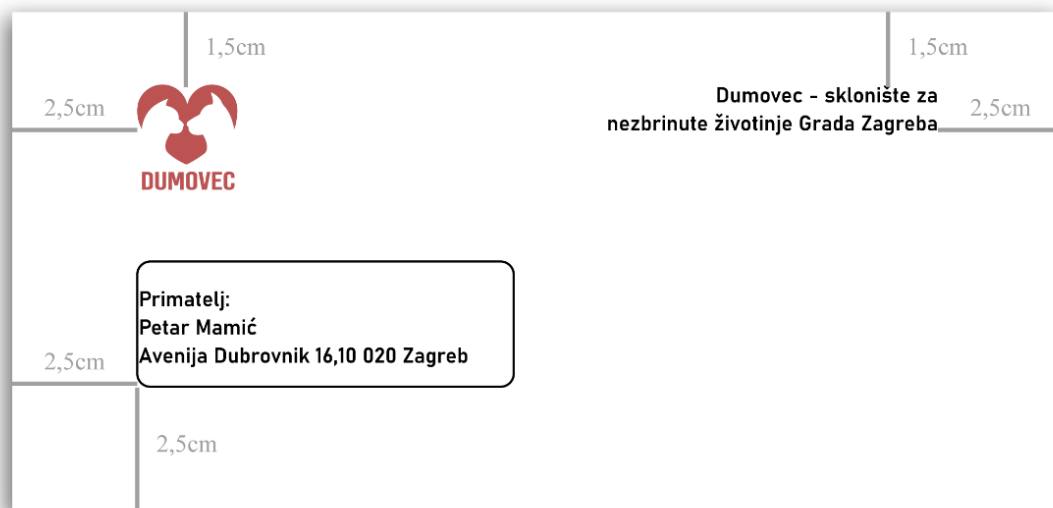 1,5cm
1,5cm
2,5cm
Dumovec - sklonište za
nezbrinute životinje Grada Zagreba
2,5cm
DUMOVEC
Primatelj:
Petar Mamić
Avenija Dubrovnik 16,10 020 Zagreb
2,5cm
2,5cm